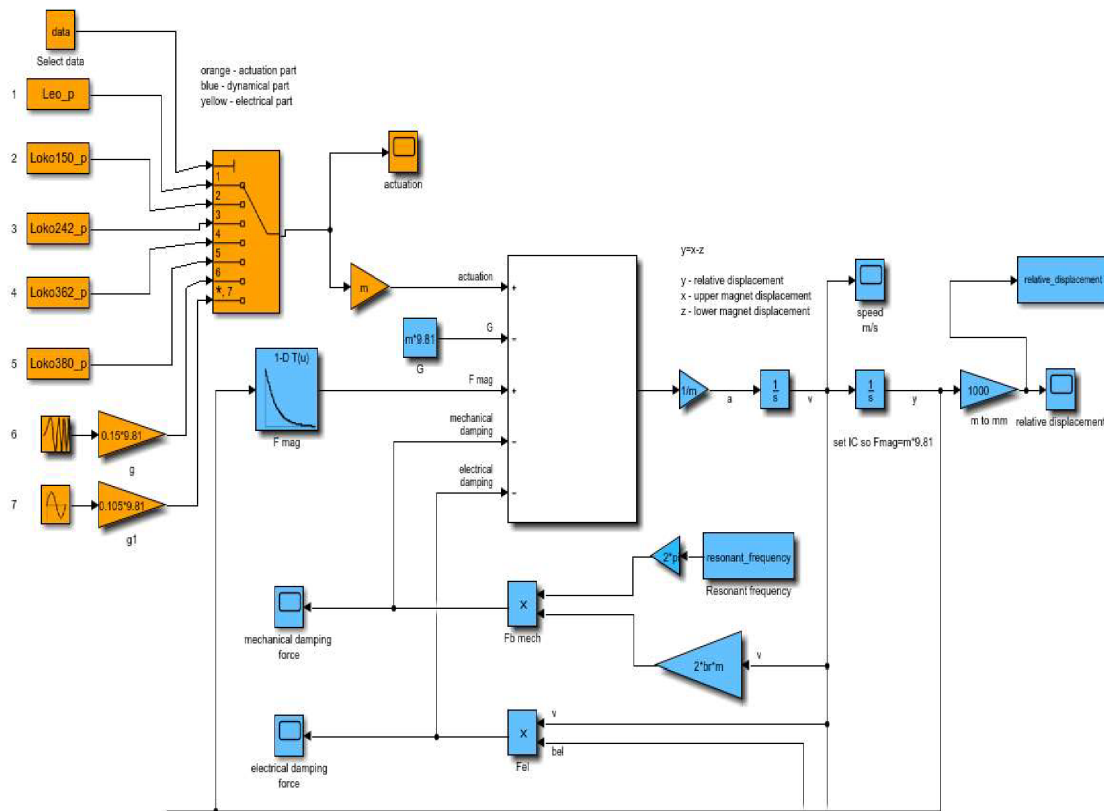 data
Select data
orange - actuation part
blue - dynamical part
yellow - electrical part
1
Leo_p
2
Loko150_p
3
Loko242_p
4
Loko362_p
5
Loko380_p
6
0.15*9.81
g
7
0.105*9.81
g1
1
2
3
4
5
6
*, 7
actuation
m
m*9.81
G
1-D T(u)
F mag
actuation
+
G
−
F mag
+
mechanical
damping
−
electrical
damping
−
1/m
a
1
s
v
1
s
y
set IC so Fmag=m*9.81
y=x-z
y - relative displacement
x - upper magnet displacement
z - lower magnet displacement
speed
m/s
relative_displacement
1000
m to mm
relative displacement
2*pi
resonant_frequency
Resonant frequency
X
Fb mech
2*br*m
v
mechanical damping
force
X
Fel
v
bel
electrical damping
force